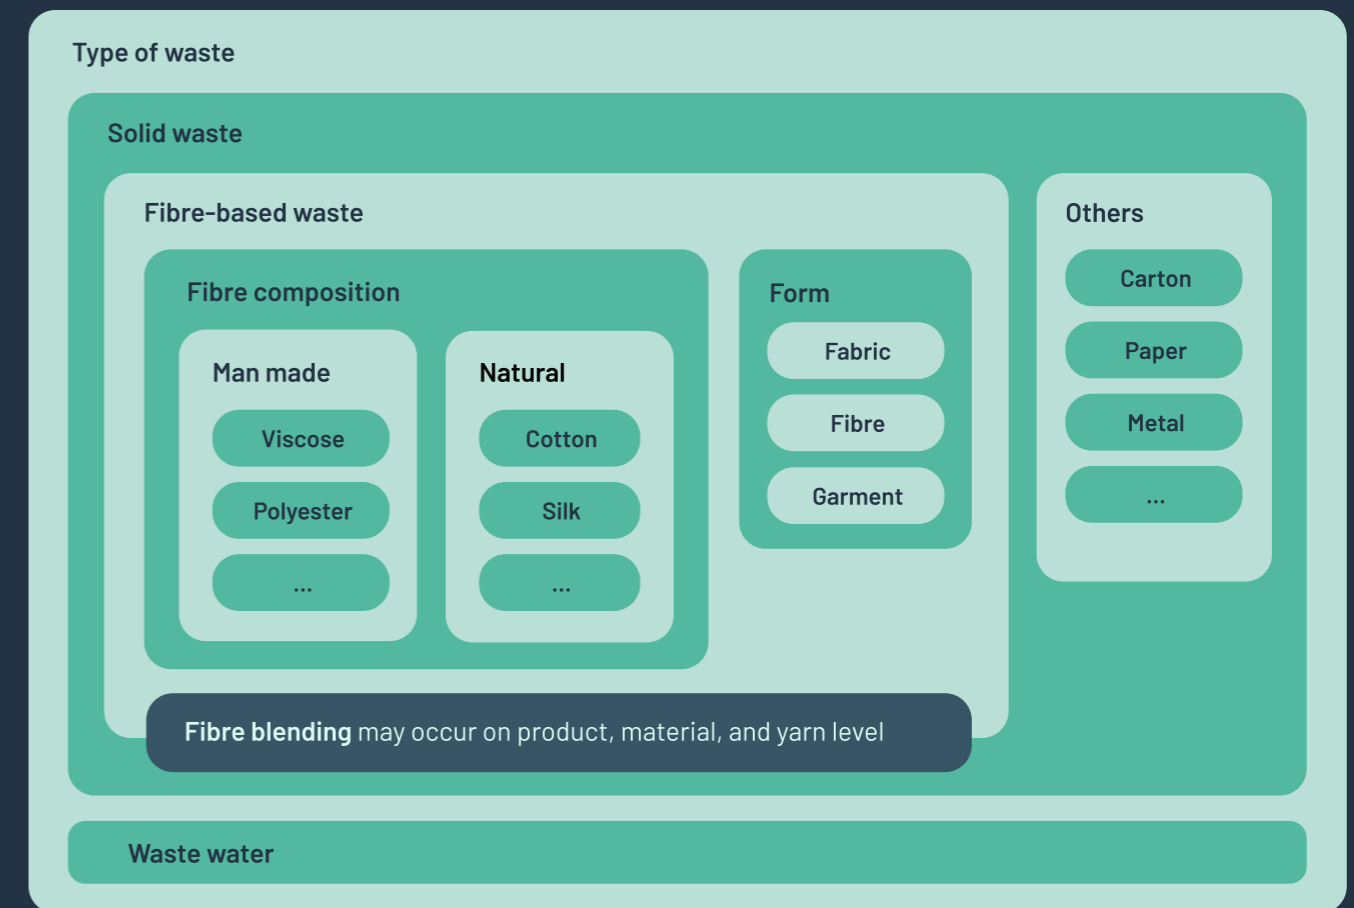 Type of waste
Solid waste
Fibre-based waste
Others
Fibre composition
Form
Carton
Man made
Natural
Fabric
Paper
Viscose
Cotton
Fibre
Metal
Polyester
Silk
Garment
...
...
...
Fibre blending may occur on product, material, and yarn level
Waste water